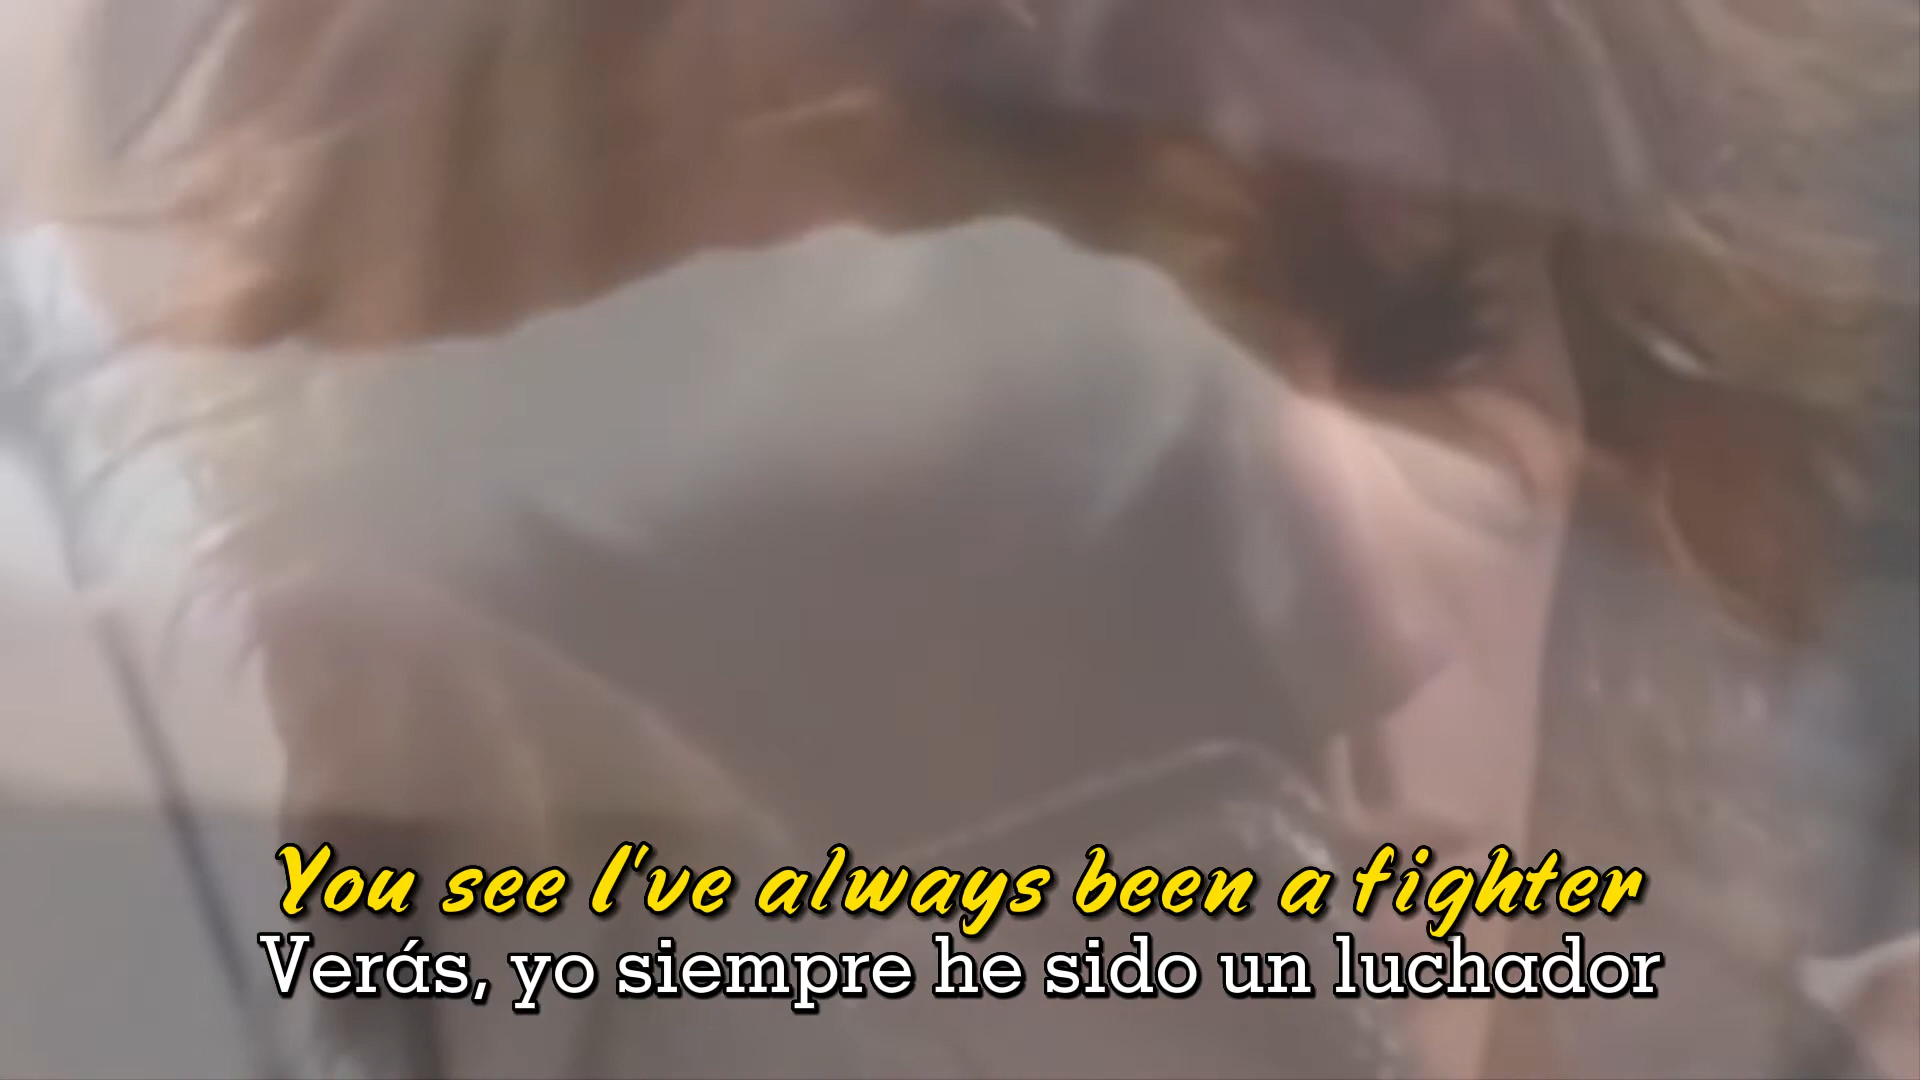 You see I've always been a fighter
Verás, yo siempre he sido un luchador